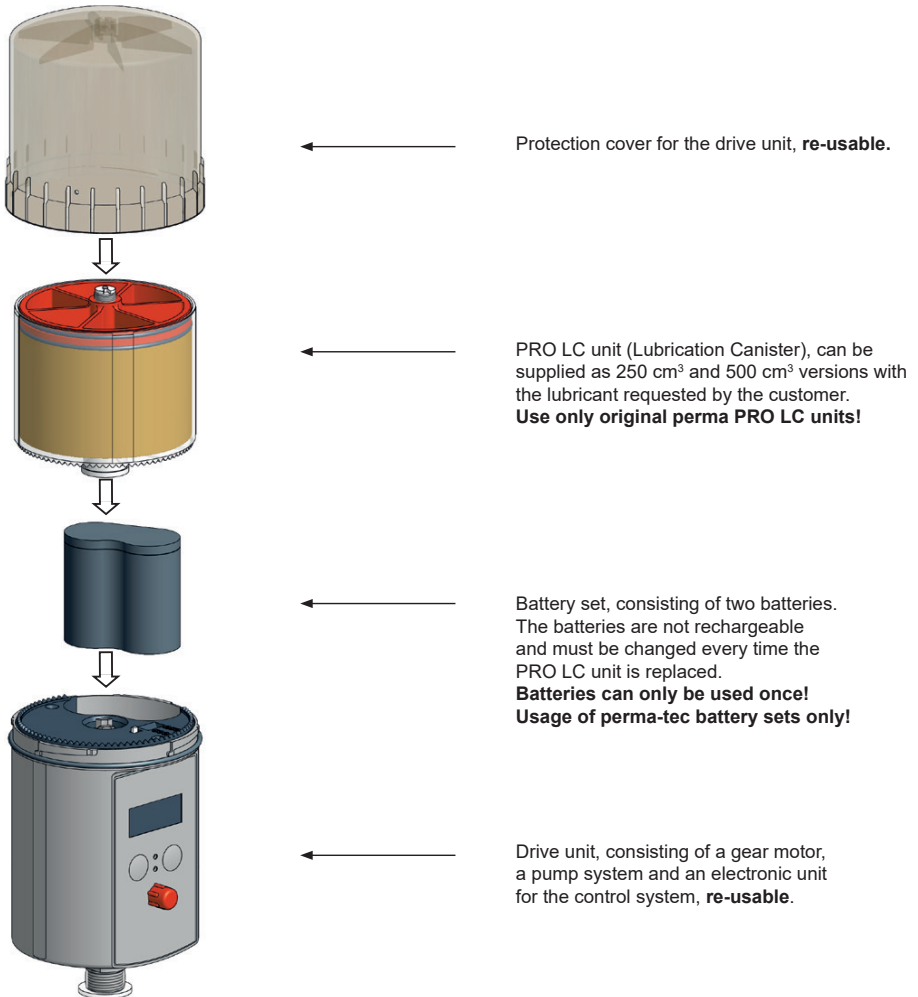 Protection cover for the drive unit, re-usable.
PRO LC unit (Lubrication Canister), can be
supplied as 250 cm³ and 500 cm³ versions with
the lubricant requested by the customer.
Use only original perma PRO LC units!
Battery set, consisting of two batteries.
The batteries are not rechargeable
and must be changed every time the
PRO LC unit is replaced.
Batteries can only be used once!
Usage of perma-tec battery sets only!
Drive unit, consisting of a gear motor,
a pump system and an electronic unit
for the control system, re-usable.